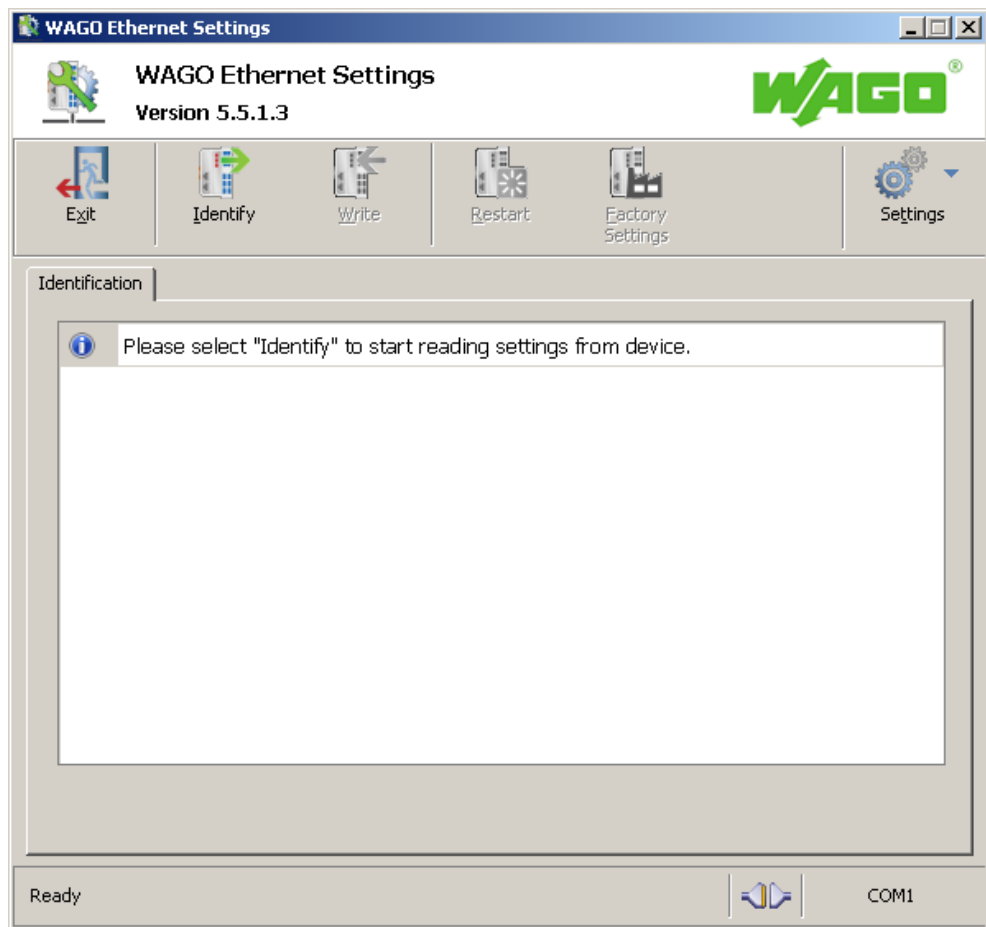 WAGO Ethernet Settings
WAGO Ethernet Settings
Version 5.5.1.3
WAGO®
Exit
Identify
Write
Restart
Factory
Settings
Settings
Identification
Please select "Identify" to start reading settings from device.
Ready
COM1